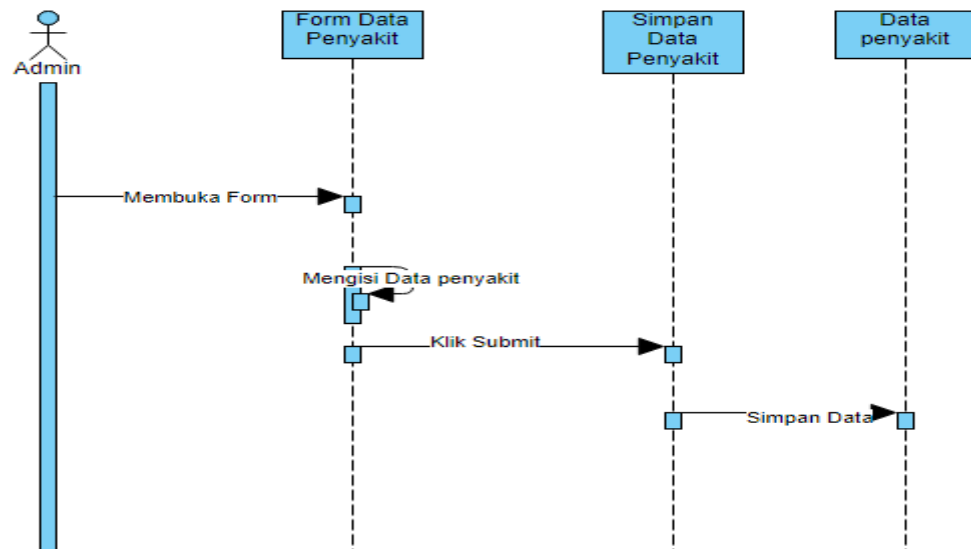 Form Data
Penyakit
Simpan
Data
Penyakit
Data
penyakit
Admin
Membuka Form
Mengisi Data penyakit
Klik Submit
Simpan Data